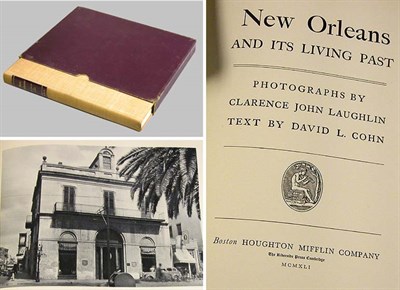 New Orleans
AND ITS LIVING PAST
PHOTOGRAPHS BY
CLARENCE JOHN LAUGHLIN
TEXT BY DAVID L. COHN
Boston HOUGHTON MIFFLIN COMPANY
The Riverside Press Cambridge
MCMXLI